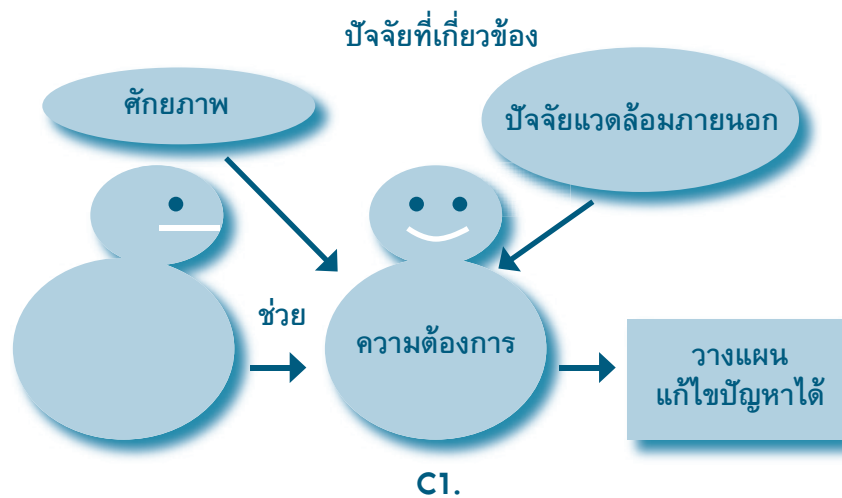 ปัจจัยที่เกี่ยวข้อง
ศักยภาพ
ปัจจัยแวดล้อมภายนอก
ช่วย
ความต้องการ
วางแผน
แก้ไขปัญหาได้
C1.